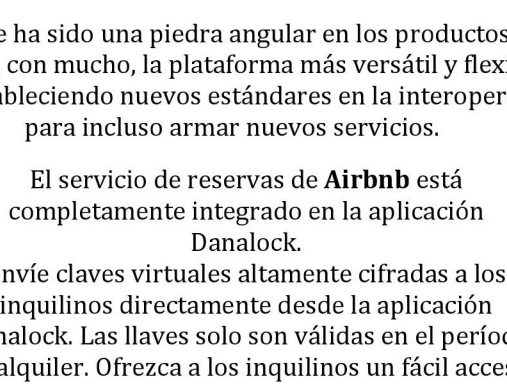 e ha sido una piedra angular en los productos
con mucho, la plataforma más versátil y flexi
bleciendo nuevos estándares en la interoper
para incluso armar nuevos servicios.
El servicio de reservas de Airbnb está
completamente integrado en la aplicación
Danalock.
nvíe claves virtuales altamente cifradas a los
inquilinos directamente desde la aplicación
nalock. Las llaves solo son válidas en el períod
alquiler. Ofrezca a los inquilinos un fácil acces